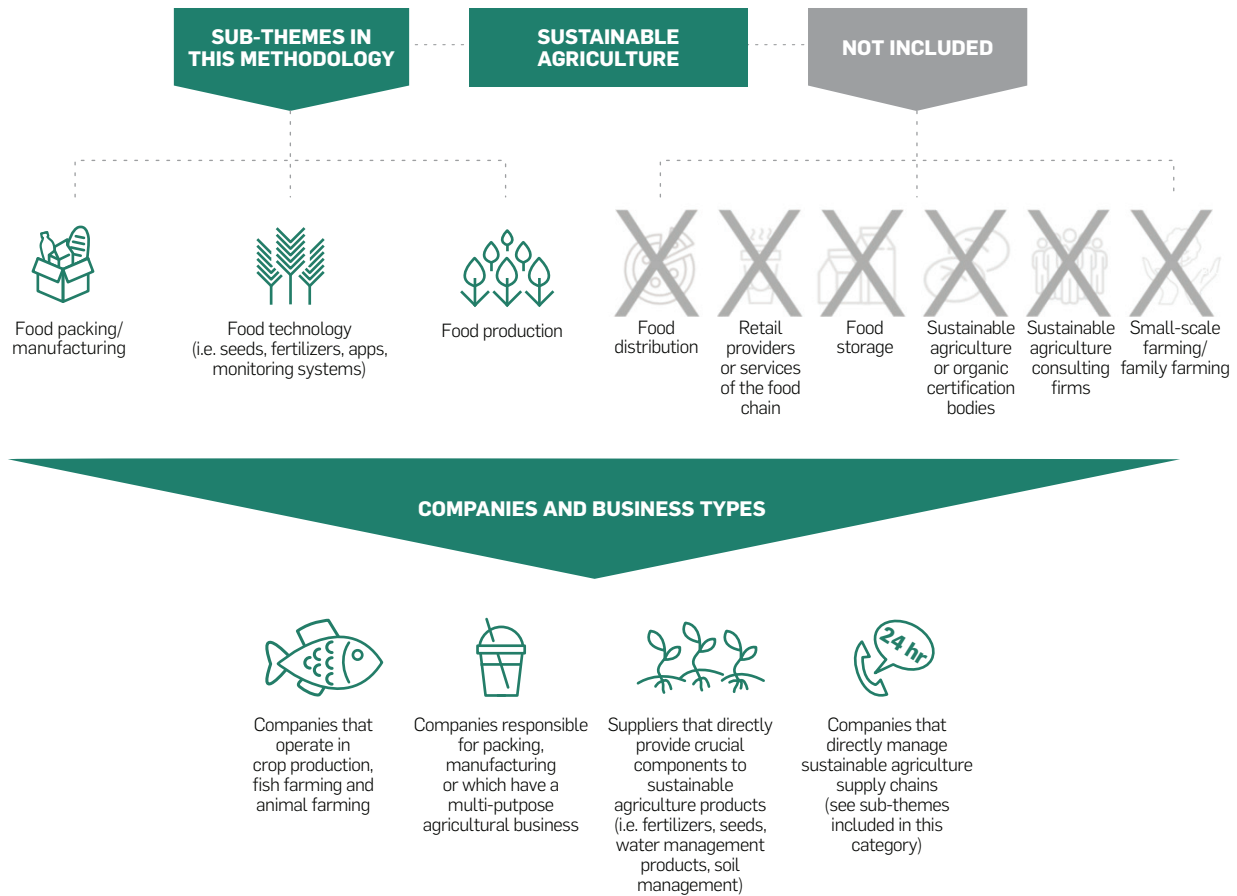 SUB-THEMES IN
THIS METHODOLOGY
SUSTAINABLE
AGRICULTURE
NOT INCLUDED
Food packing/
manufacturing
Food technology
(i.e. seeds, fertilizers, apps,
monitoring systems)
Food production
Food
distribution
Retail
providers
or services
of the food
chain
Food
storage
Sustainable
agriculture
or organic
certification
bodies
Sustainable
agriculture
consulting
firms
Small-scale
farming/
family farming
COMPANIES AND BUSINESS TYPES
24 hr
Companies that
operate in
crop production,
fish farming and
animal farming
Companies responsible
for packing,
manufacturing
or which have a
multi-putpose
agricultural business
Suppliers that directly
provide crucial
components to
sustainable
agriculture products
(i.e. fertilizers, seeds,
water management
products, soil
management)
Companies that
directly manage
sustainable agriculture
supply chains
(see sub-themes
included in this
category)